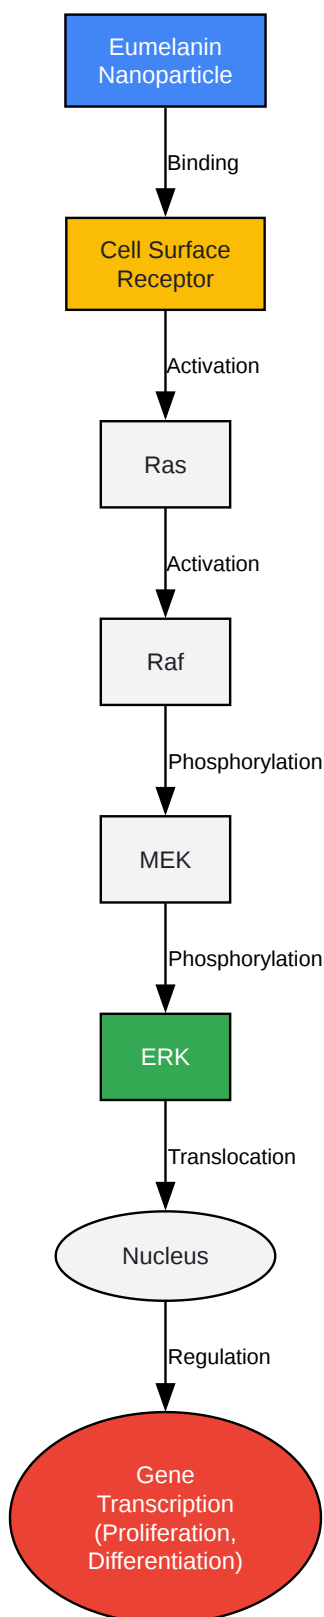 Eumelanin
Nanoparticle
Binding
Cell Surface
Receptor
Activation
Ras
Activation
Raf
Phosphorylation
MEK
Phosphorylation
ERK
Translocation
Nucleus
Regulation
Gene
Transcription
(Proliferation,
Differentiation)